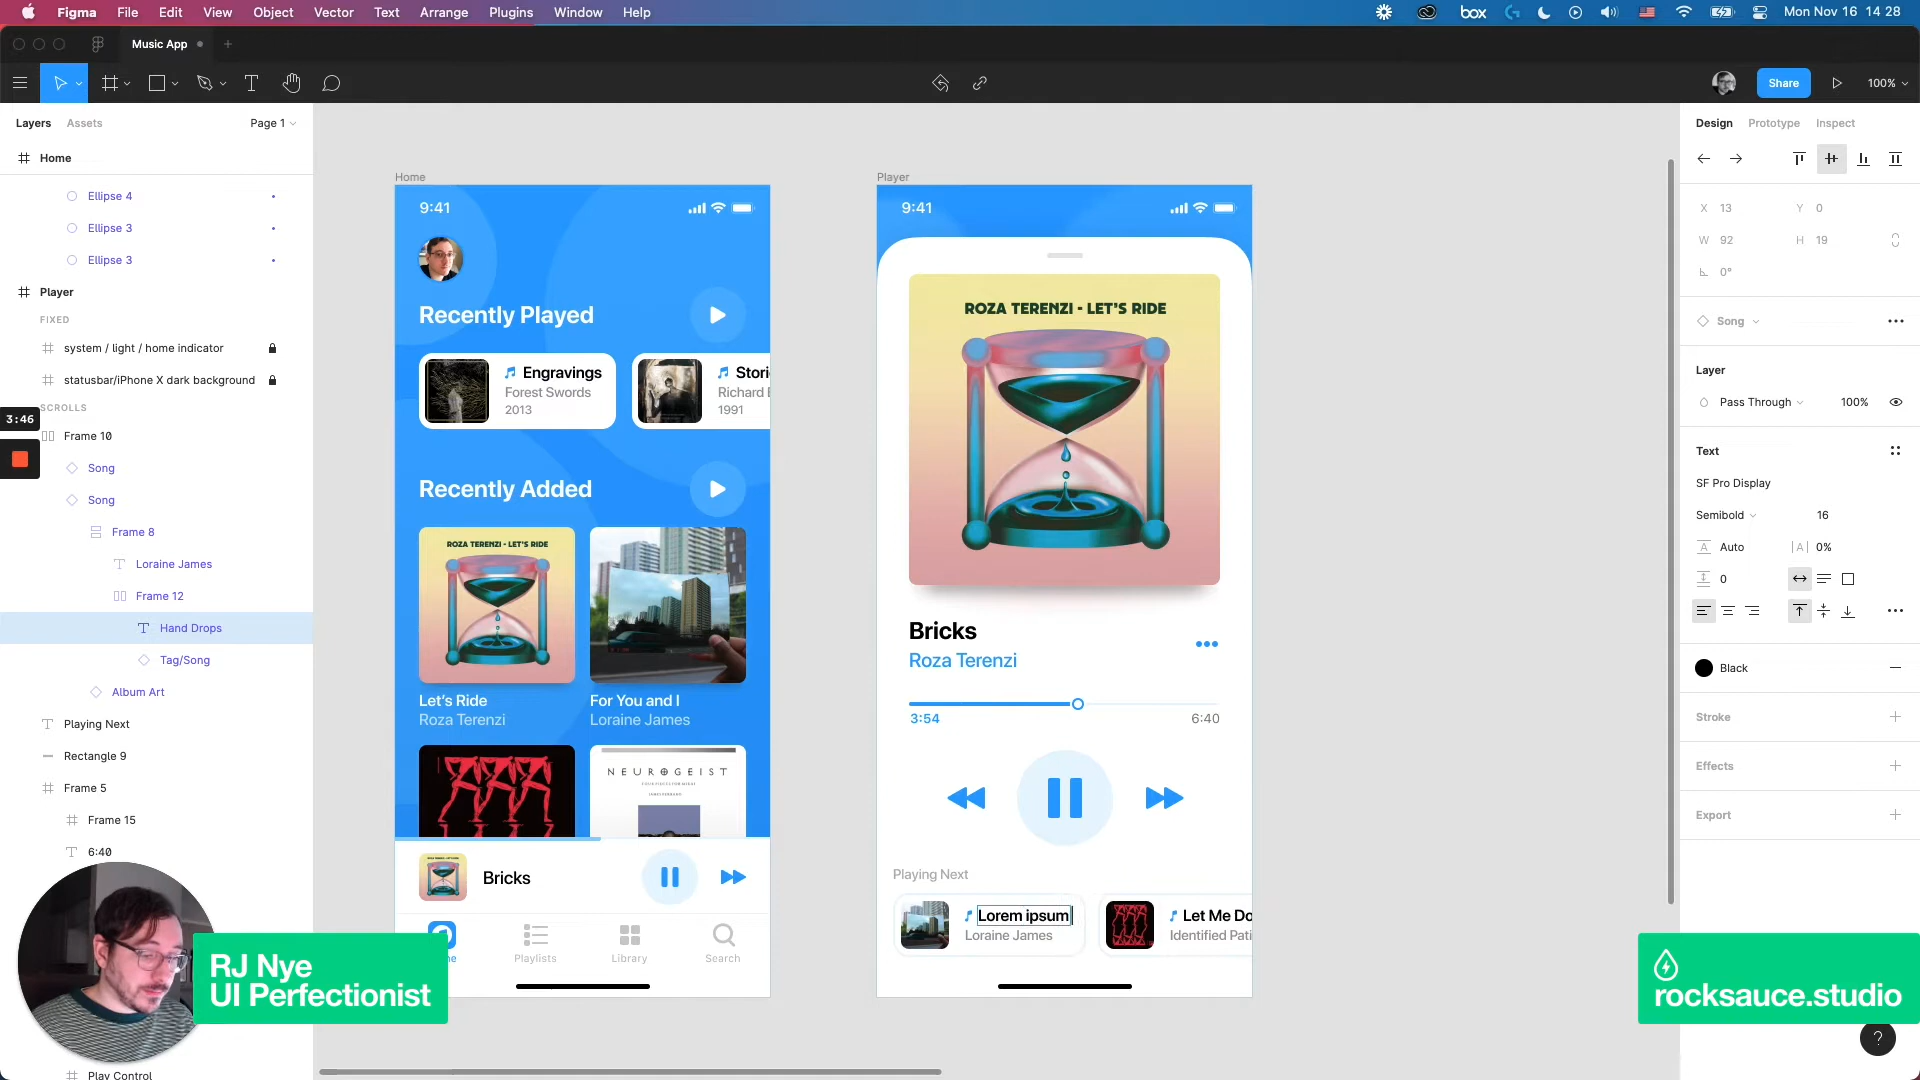 Figma File Edit View Object Vector Text Arrange Plugins Window Help
box
Mon Nov 16 14 28
Music App
Share
100%
Layers Assets
Page 1
Home
Ellipse 4
Ellipse 3
Ellipse 3
Player
FIXED
system / light / home indicator
statusbar/iPhone X dark background
SCROLLS
3:46
Frame 10
Song
Song
Frame 8
Loraine James
Frame 12
Hand Drops
Tag/Song
Album Art
Playing Next
Rectangle 9
Frame 5
Frame 15
6:40
Play Control
RJ Nye
UI Perfectionist
Home
9:41
Recently Played
Engravings
Forest Swords
2013
Stori
Richard
1991
Recently Added
ROZA TERENZI - LET'S RIDE
Let's Ride
Roza Terenzi
For You and I
Loraine James
NEUROGEIST
Bricks
Playlists
Library
Search
Player
9:41
ROZA TERENZI - LET'S RIDE
Bricks
Roza Terenzi
3:54
6:40
Playing Next
Lorem ipsum
Loraine James
Let Me Do
Identified Pati
Design Prototype Inspect
X 13 Y 0
W 92 H 19
0°
Song
Layer
Pass Through 100%
Text
SF Pro Display
Semibold 16
A Auto |A| 0%
0
Black
Stroke
Effects
Export
rocksauce.studio
?